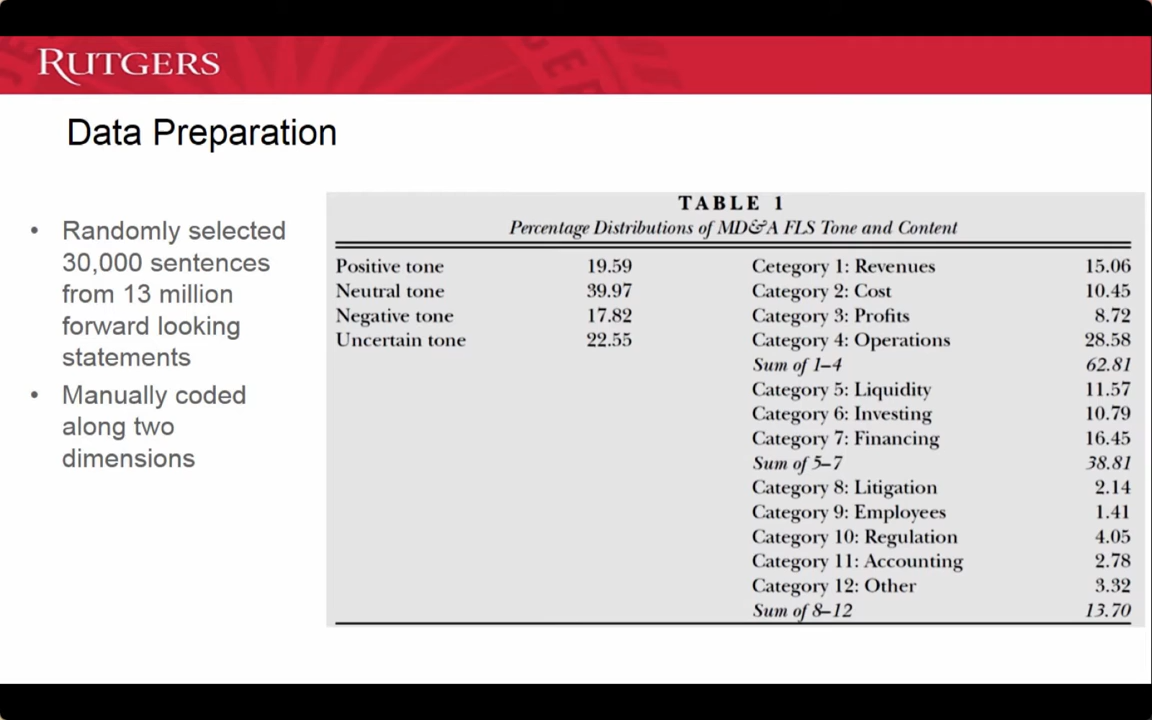 RUTGERS
Data Preparation
• Randomly selected
30,000 sentences
from 13 million
forward looking
statements
• Manually coded
along two
dimensions
TABLE 1
Percentage Distributions of MD&A FLS Tone and Content
Positive tone 19.59 Cetegory 1: Revenues 15.06
Neutral tone 39.97 Category 2: Cost 10.45
Negative tone 17.82 Category 3: Profits 8.72
Uncertain tone 22.55 Category 4: Operations 28.58
Sum of 1–4 62.81
Category 5: Liquidity 11.57
Category 6: Investing 10.79
Category 7: Financing 16.45
Sum of 5–7 38.81
Category 8: Litigation 2.14
Category 9: Employees 1.41
Category 10: Regulation 4.05
Category 11: Accounting 2.78
Category 12: Other 3.32
Sum of 8–12 13.70